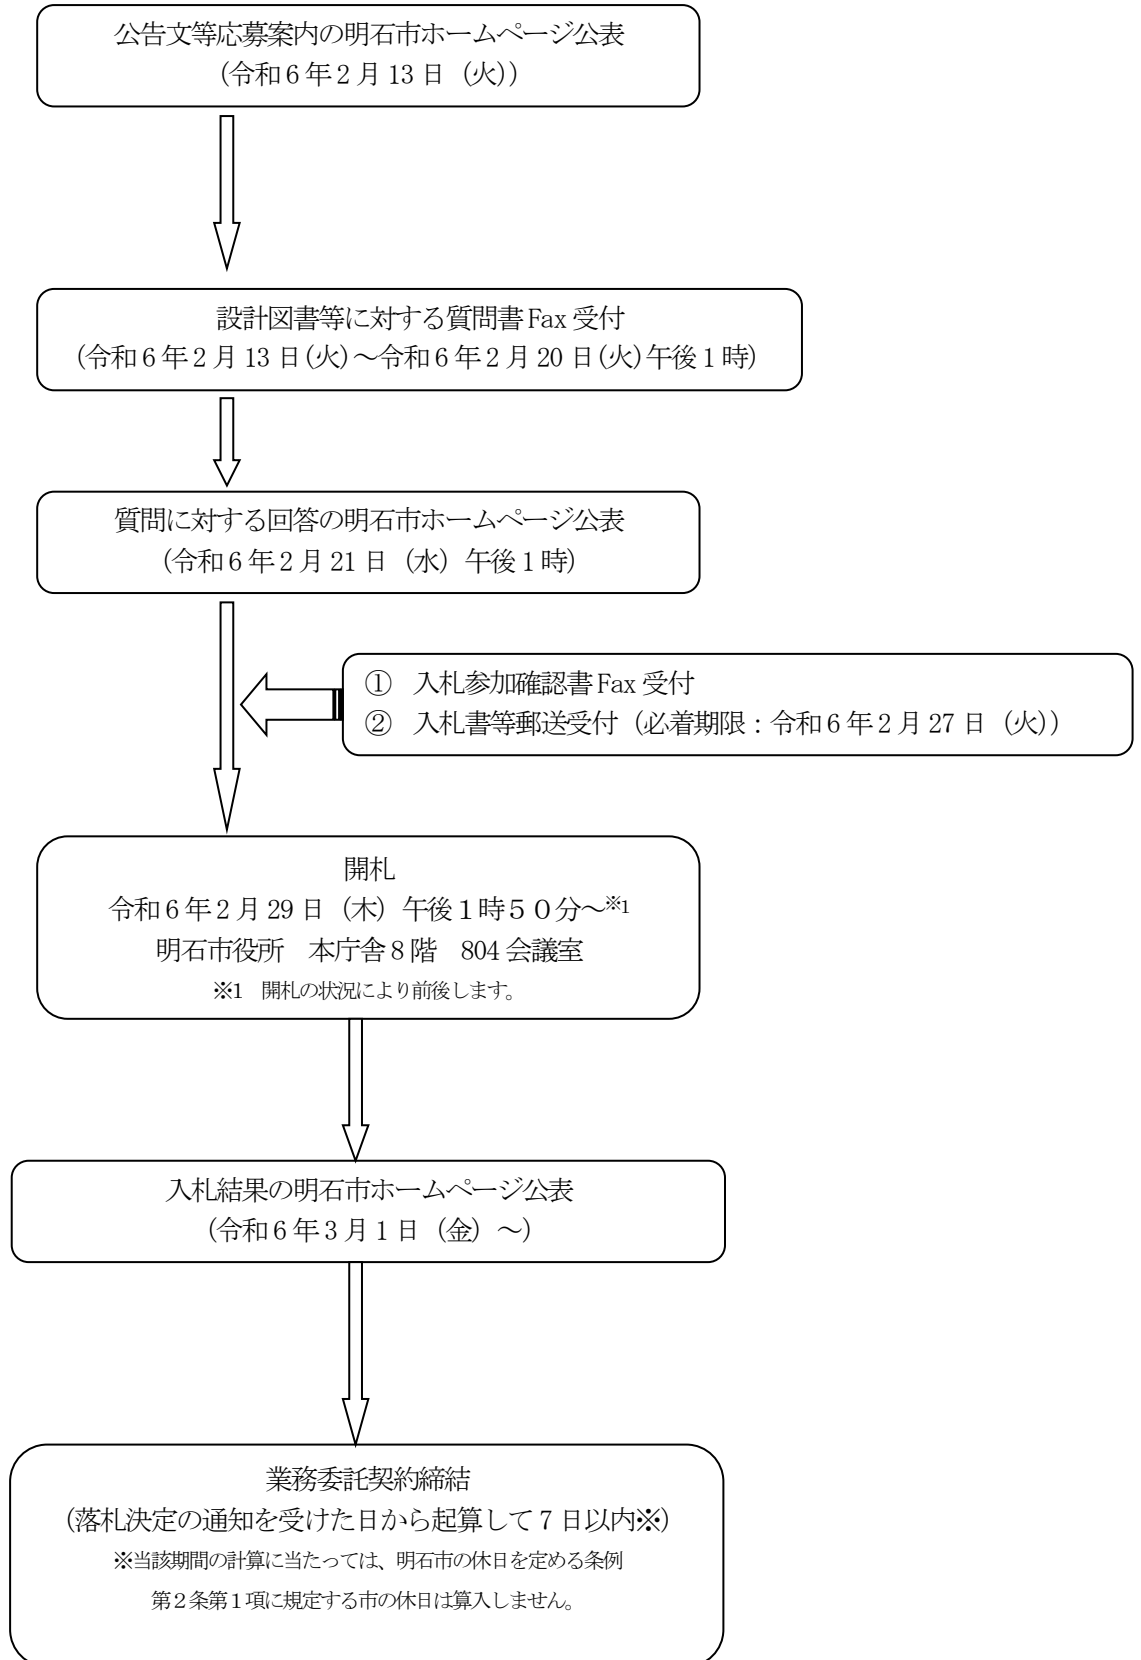 公告文等応募案内の明石市ホームページ公表
(令和6年2月13日(火))
設計図書等に対する質問書Fax受付
(令和6年2月13日(火)～令和6年2月20日(火)午後1時)
質問に対する回答の明石市ホームページ公表
(令和6年2月21日(水)午後1時)
① 入札参加確認書Fax受付
② 入札書等郵送受付(必着期限：令和6年2月27日(火))
開札
令和6年2月29日(木)午後１時５０分～※1
明石市役所　本庁舎8階　804会議室
※1　開札の状況により前後します。
入札結果の明石市ホームページ公表
(令和6年3月1日(金)～)
業務委託契約締結
(落札決定の通知を受けた日から起算して7日以内※)
※当該期間の計算に当たっては、明石市の休日を定める条例
第2条第1項に規定する市の休日は算入しません。